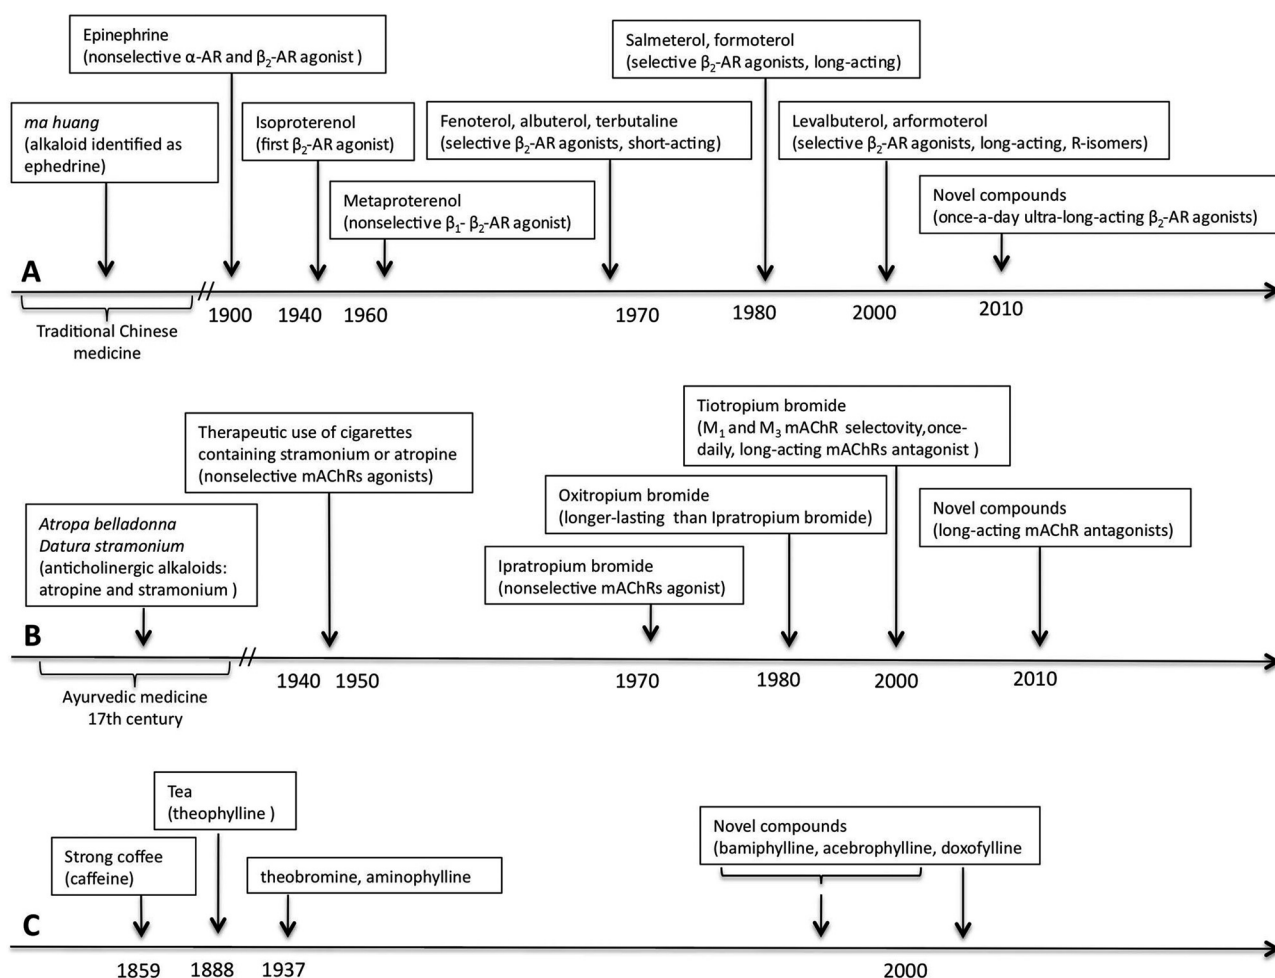 Epinephrine
(nonselective α-AR and β₂-AR agonist )
Salmeterol, formoterol
(selective β₂-AR agonists, long-acting)
ma huang
(alkaloid identified as
ephedrine)
Isoproterenol
(first β₂-AR agonist)
Fenoterol, albuterol, terbutaline
(selective β₂-AR agonists, short-acting)
Levalbuterol, arformoterol
(selective β₂-AR agonists, long-acting, R-isomers)
Metaproterenol
(nonselective β₁- β₂-AR agonist)
Novel compounds
(once-a-day ultra-long-acting β₂-AR agonists)
A
1900 1940 1960 1970 1980 2000 2010
Traditional Chinese
medicine
Tiotropium bromide
(M₁ and M₃ mAChR selectovity,once-
daily, long-acting mAChRs antagonist )
Therapeutic use of cigarettes
containing stramonium or atropine
(nonselective mAChRs agonists)
Oxitropium bromide
(longer-lasting than Ipratropium bromide)
Novel compounds
(long-acting mAChR antagonists)
Atropa belladonna
Datura stramonium
(anticholinergic alkaloids:
atropine and stramonium )
Ipratropium bromide
(nonselective mAChRs agonist)
B
1940 1950 1970 1980 2000 2010
Ayurvedic medicine
17th century
Tea
(theophylline )
Novel compounds
(bamiphylline, acebrophylline, doxofylline
Strong coffee
(caffeine)
theobromine, aminophylline
C
1859 1888 1937 2000